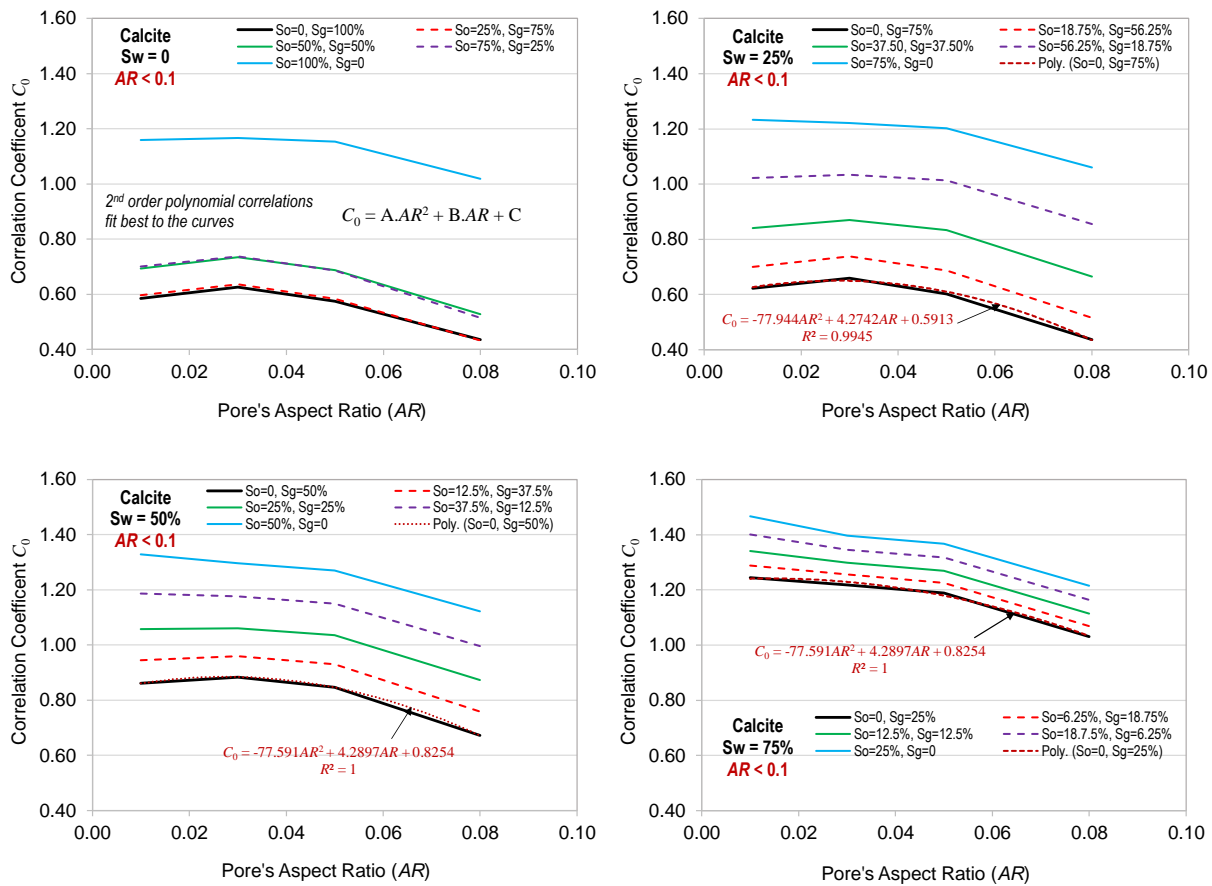 Calcite
Sw = 0
AR < 0.1
So=0, Sg=100%
So=25%, Sg=75%
So=50%, Sg=50%
So=75%, Sg=25%
So=100%, Sg=0
2nd order polynomial correlations
fit best to the curves
C0 = A.AR² + B.AR + C
Correlation Coefficent C0
1.60
1.40
1.20
1.00
0.80
0.60
0.40
0.00 0.02 0.04 0.06 0.08 0.10
Pore's Aspect Ratio (AR)
Calcite
Sw = 25%
AR < 0.1
So=0, Sg=75%
So=18.75%, Sg=56.25%
So=37.50, Sg=37.50%
So=56.25%, Sg=18.75%
So=75%, Sg=0
Poly. (So=0, Sg=75%)
C0 = -77.944AR² + 4.2742AR + 0.5913
R² = 0.9945
Correlation Coefficent C0
1.60
1.40
1.20
1.00
0.80
0.60
0.40
0.00 0.02 0.04 0.06 0.08 0.10
Pore's Aspect Ratio (AR)
Calcite
Sw = 50%
AR < 0.1
So=0, Sg=50%
So=12.5%, Sg=37.5%
So=25%, Sg=25%
So=37.5%, Sg=12.5%
So=50%, Sg=0
Poly. (So=0, Sg=50%)
C0 = -77.591AR² + 4.2897AR + 0.8254
R² = 1
Correlation Coefficent C0
1.60
1.40
1.20
1.00
0.80
0.60
0.40
0.00 0.02 0.04 0.06 0.08 0.10
Pore's Aspect Ratio (AR)
C0 = -77.591AR² + 4.2897AR + 0.8254
R² = 1
Calcite
Sw = 75%
AR < 0.1
So=0, Sg=25%
So=6.25%, Sg=18.75%
So=12.5%, Sg=12.5%
So=18.7.5%, Sg=6.25%
So=25%, Sg=0
Poly. (So=0, Sg=25%)
Correlation Coefficent C0
1.60
1.40
1.20
1.00
0.80
0.60
0.40
0.00 0.02 0.04 0.06 0.08 0.10
Pore's Aspect Ratio (AR)